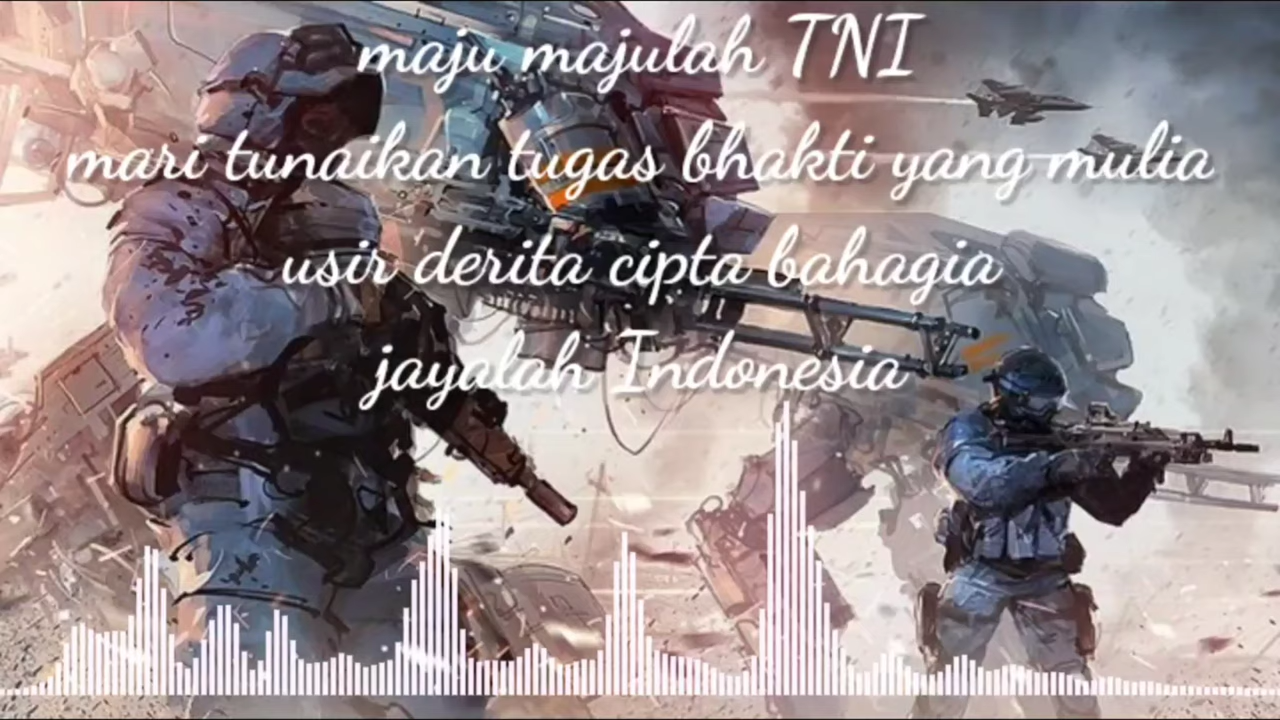 maju majulah TNI
mari tunaikan tugas bhakti yang mulia
usir derita cipta bahagia
jayalah Indonesia